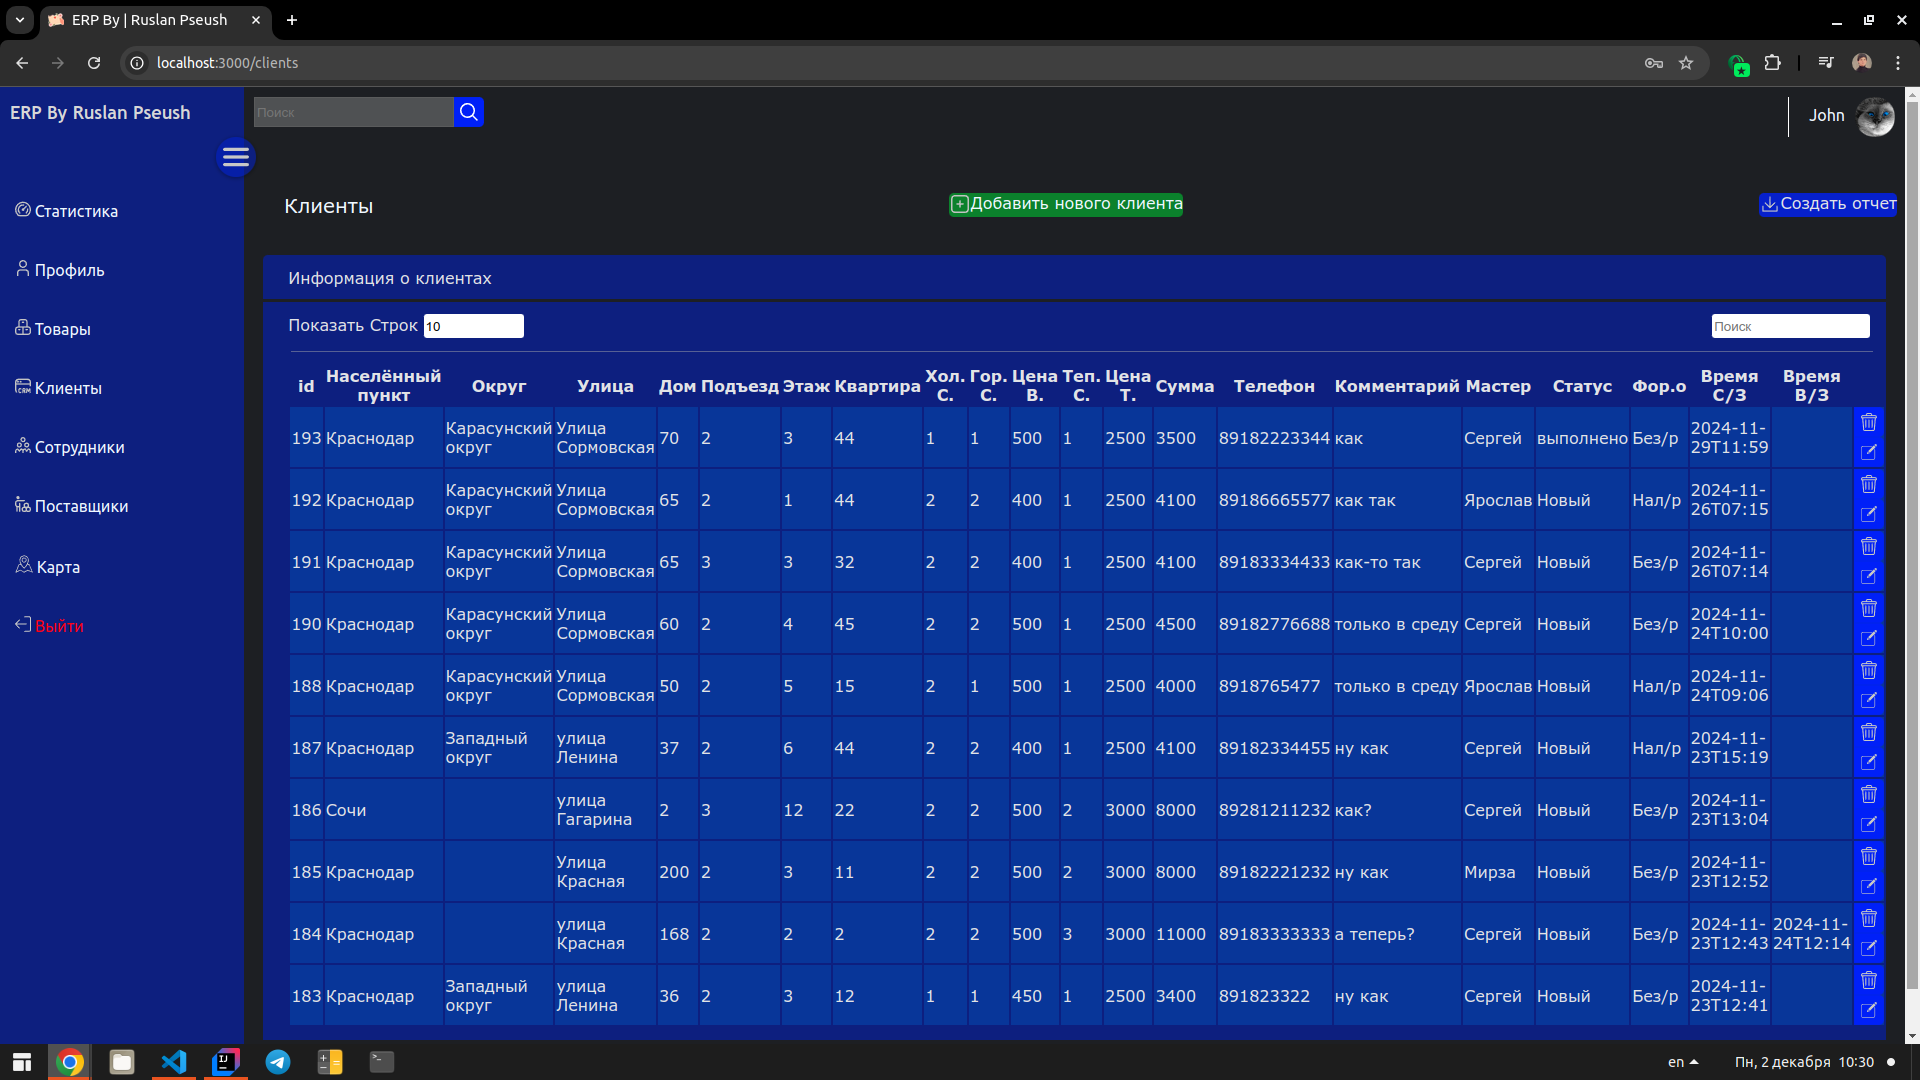 ERP By | Ruslan Pseush
localhost:3000/clients
ERP By Ruslan Pseush
Поиск
John
Статистика
Профиль
Товары
Клиенты
Сотрудники
Поставщики
Карта
Выйти
Клиенты
Добавить нового клиента
Создать отчет
Информация о клиентах
Показать Строк 10
Поиск
id Населённый пункт Округ Улица Дом Подъезд Этаж Квартира Хол. С. Гор. С. Цена В. Теп. С. Цена Т. Сумма Телефон Комментарий Мастер Статус Фор.о Время С/З Время В/З
193 Краснодар Карасунский округ Улица Сормовская 70 2 3 44 1 1 500 1 2500 3500 89182223344 как Сергей выполнено Без/р 2024-11-29T11:59
192 Краснодар Карасунский округ Улица Сормовская 65 2 1 44 2 2 400 1 2500 4100 89186665577 как так Ярослав Новый Нал/р 2024-11-26T07:15
191 Краснодар Карасунский округ Улица Сормовская 65 3 3 32 2 2 400 1 2500 4100 89183334433 как-то так Сергей Новый Без/р 2024-11-26T07:14
190 Краснодар Карасунский округ Улица Сормовская 60 2 4 45 2 2 500 1 2500 4500 89182776688 только в среду Сергей Новый Без/р 2024-11-24T10:00
188 Краснодар Карасунский округ Улица Сормовская 50 2 5 15 2 1 500 1 2500 4000 8918765477 только в среду Ярослав Новый Нал/р 2024-11-24T09:06
187 Краснодар Западный округ улица Ленина 37 2 6 44 2 2 400 1 2500 4100 89182334455 ну как Сергей Новый Нал/р 2024-11-23T15:19
186 Сочи улица Гагарина 2 3 12 22 2 2 500 2 3000 8000 89281211232 как? Сергей Новый Без/р 2024-11-23T13:04
185 Краснодар Улица Красная 200 2 3 11 2 2 500 2 3000 8000 89182221232 ну как Мирза Новый Без/р 2024-11-23T12:52
184 Краснодар улица Красная 168 2 2 2 2 2 500 3 3000 11000 89183333333 а теперь? Сергей Новый Без/р 2024-11-23T12:43 2024-11-24T12:14
183 Краснодар Западный округ улица Ленина 36 2 3 12 1 1 450 1 2500 3400 891823322 ну как Сергей Новый Без/р 2024-11-23T12:41
en Пн, 2 декабря 10:30